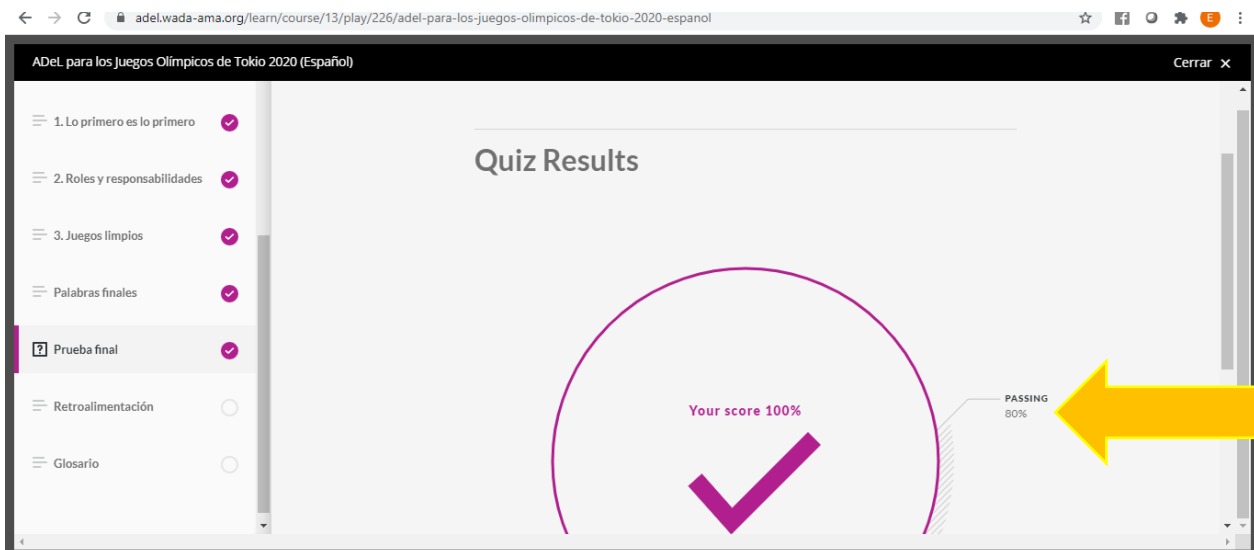 adel.wada-ama.org/learn/course/13/play/226/adel-para-los-juegos-olimpicos-de-tokio-2020-espanol
E
ADeL para los Juegos Olímpicos de Tokio 2020 (Español)
Cerrar ×
1. Lo primero es lo primero
2. Roles y responsabilidades
3. Juegos limpios
Palabras finales
? Prueba final
Retroalimentación
Glosario
Quiz Results
Your score 100%
PASSING
80%